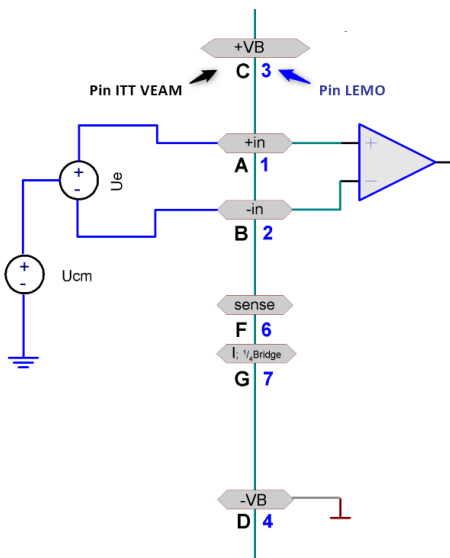 +VB
C 3
Pin ITT VEAM
Pin LEMO
+in
A 1
+
-
Ue
+
-
-in
B 2
+
-
Ucm
sense
F 6
I; 1/4Bridge
G 7
-VB
D 4